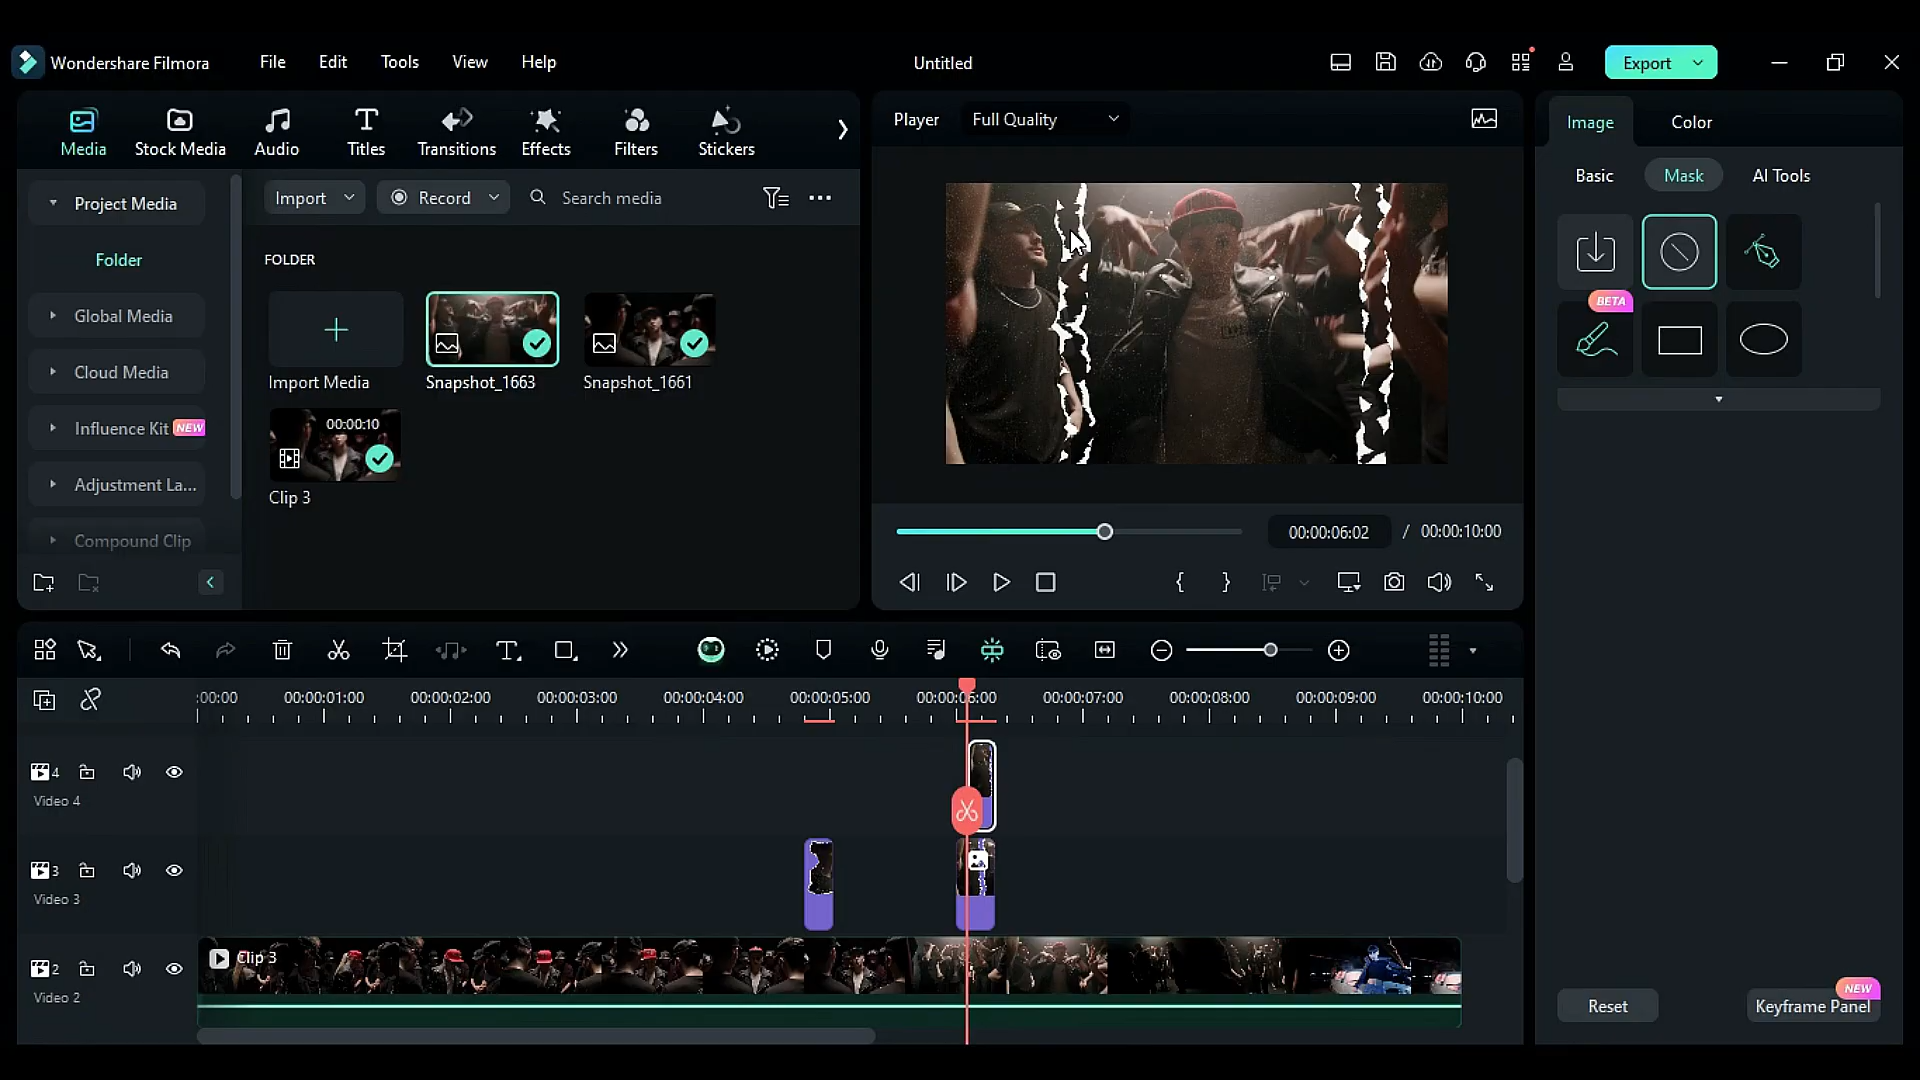 Wondershare Filmora
File
Edit
Tools
View
Help
Untitled
Export
Media
Stock Media
Audio
Titles
Transitions
Effects
Filters
Stickers
Player
Full Quality
Image
Color
Basic
Mask
AI Tools
BETA
Project Media
Folder
Global Media
Cloud Media
Influence Kit NEW
Adjustment La...
Compound Clip
Import
Record
Search media
FOLDER
Import Media
Snapshot_1663
Snapshot_1661
00:00:10
Clip 3
00:00:06:02 / 00:00:10:00
:00:00 00:00:01:00 00:00:02:00 00:00:03:00 00:00:04:00 00:00:05:00 00:00:06:00 00:00:07:00 00:00:08:00 00:00:09:00 00:00:10:00
4
Video 4
3
Video 3
2
Video 2
Clip 3
Reset
NEW
Keyframe Panel